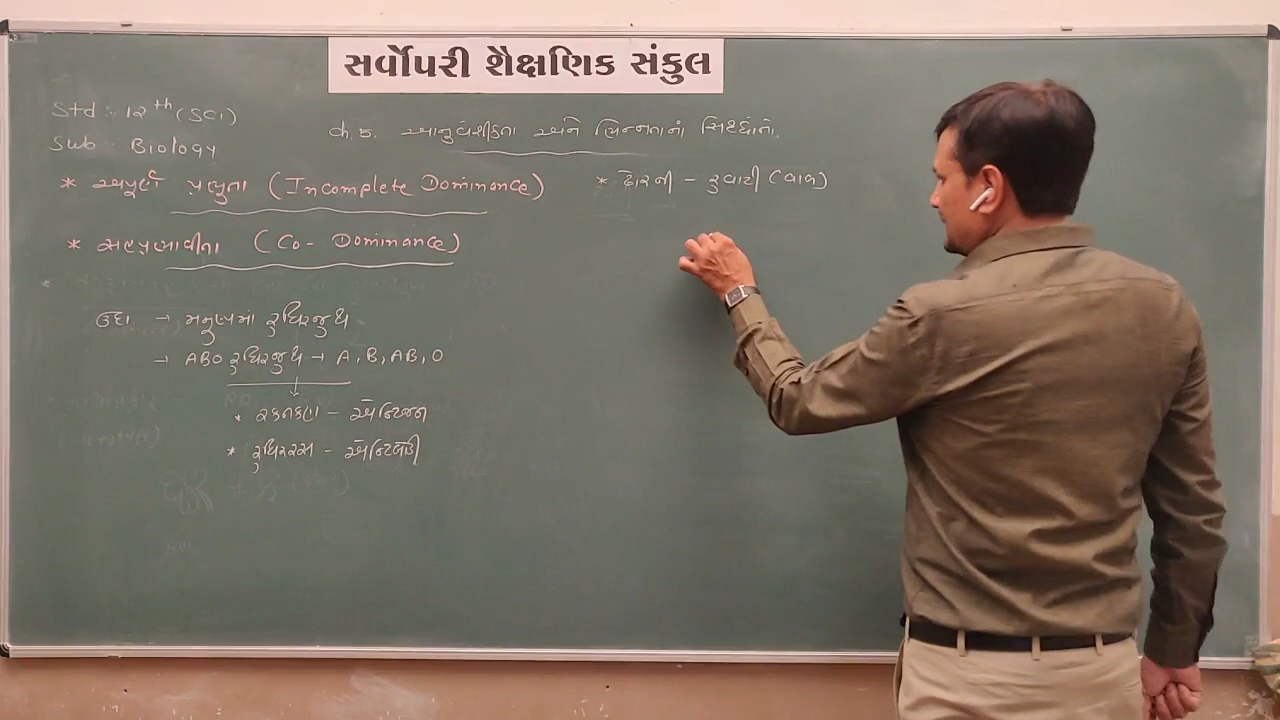 સર્વોપરી શૈક્ષણિક સંકુલ
Std : 12th (SCI)
Sub : Biology
ch. 5. આનુવંશીકતા અને ભિન્નતાનાં સિધ્ધાંતો.
* અપૂર્ણ પ્રભુતા (Incomplete Dominance)
* સહપ્રભાવીતા (Co - Dominance)
ઉદા → મનુષ્યમાં રુધિરજુથ
→ ABO રુધિરજુથ → A, B, AB, O
* રક્તકણ - એન્ટિજન
* રુધિરરસ - એન્ટિબોડી
* ઢોરની - રુવાટી (વાળ)